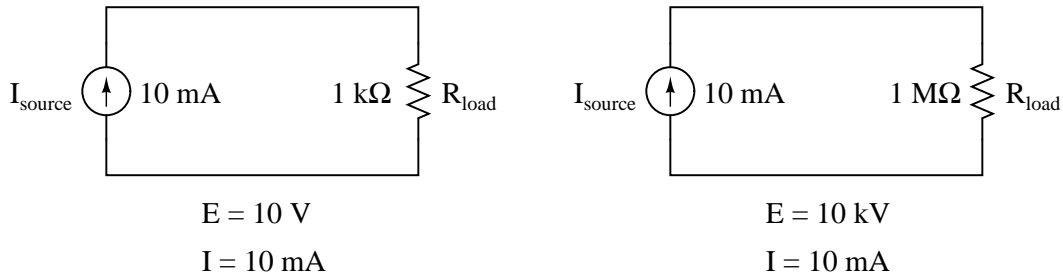 I_source 10 mA 1 kΩ R_load
E = 10 V
I = 10 mA
I_source 10 mA 1 MΩ R_load
E = 10 kV
I = 10 mA